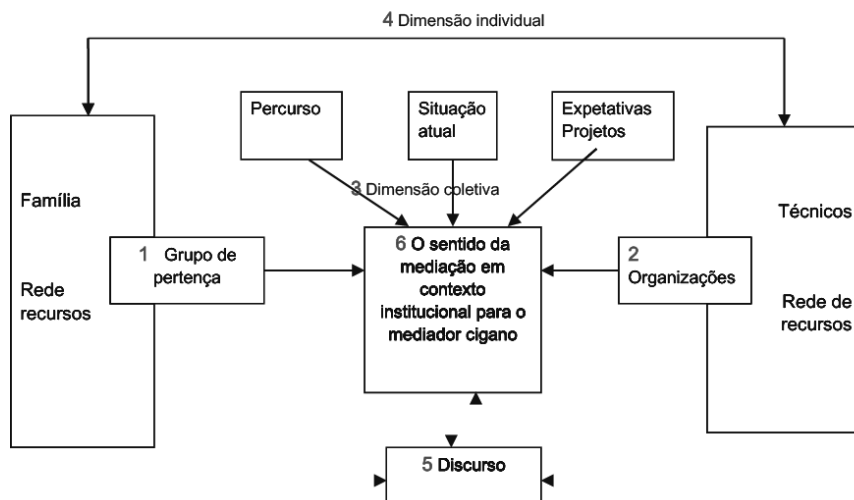 4 Dimensão individual
Percurso
Situação
atual
Expetativas
Projetos
3 Dimensão coletiva
Família
Rede
recursos
1 Grupo de
pertença
6 O sentido da
mediação em
contexto
institucional para o
mediador cigano
2
Organizações
Técnicos
Rede de
recursos
5 Discurso